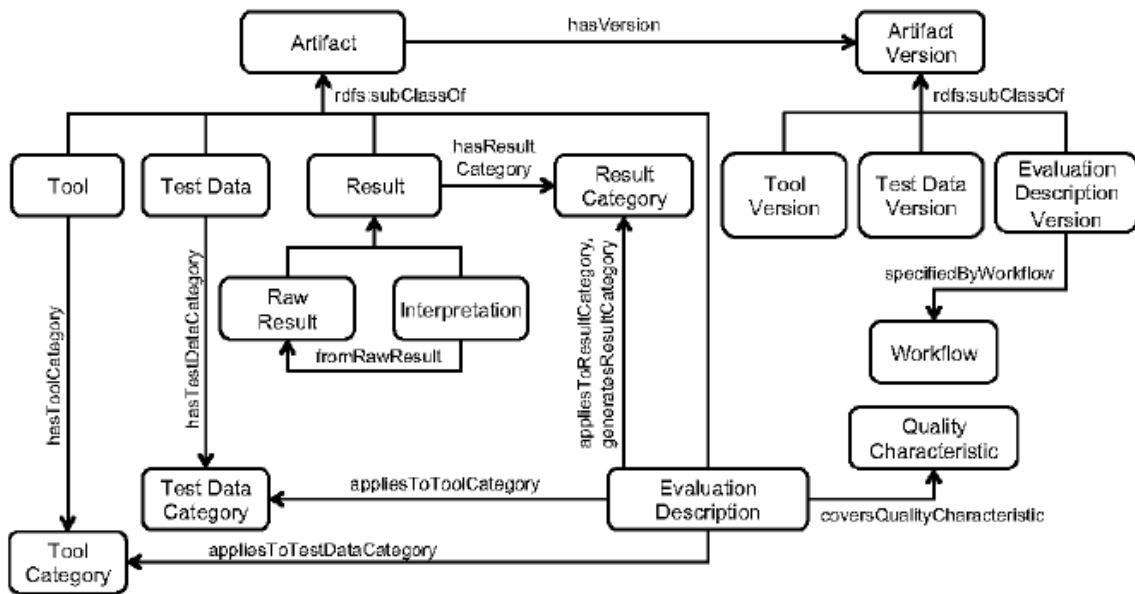 Artifact
hasVersion
Artifact
Version
rdfs:subClassOf
rdfs:subClassOf
Tool
Test Data
Result
hasResult
Category
Result
Category
Tool
Version
Test Data
Version
Evaluation
Description
Version
Raw
Result
Interpretation
fromRawResult
hasToolCategory
hasTestDataCategory
appliesToResultCategory,
generatesResultCategory
specifiedByWorkflow
Workflow
Quality
Characteristic
Test Data
Category
appliesToToolCategory
Evaluation
Description
coversQualityCharacteristic
Tool
Category
appliesToTestDataCategory